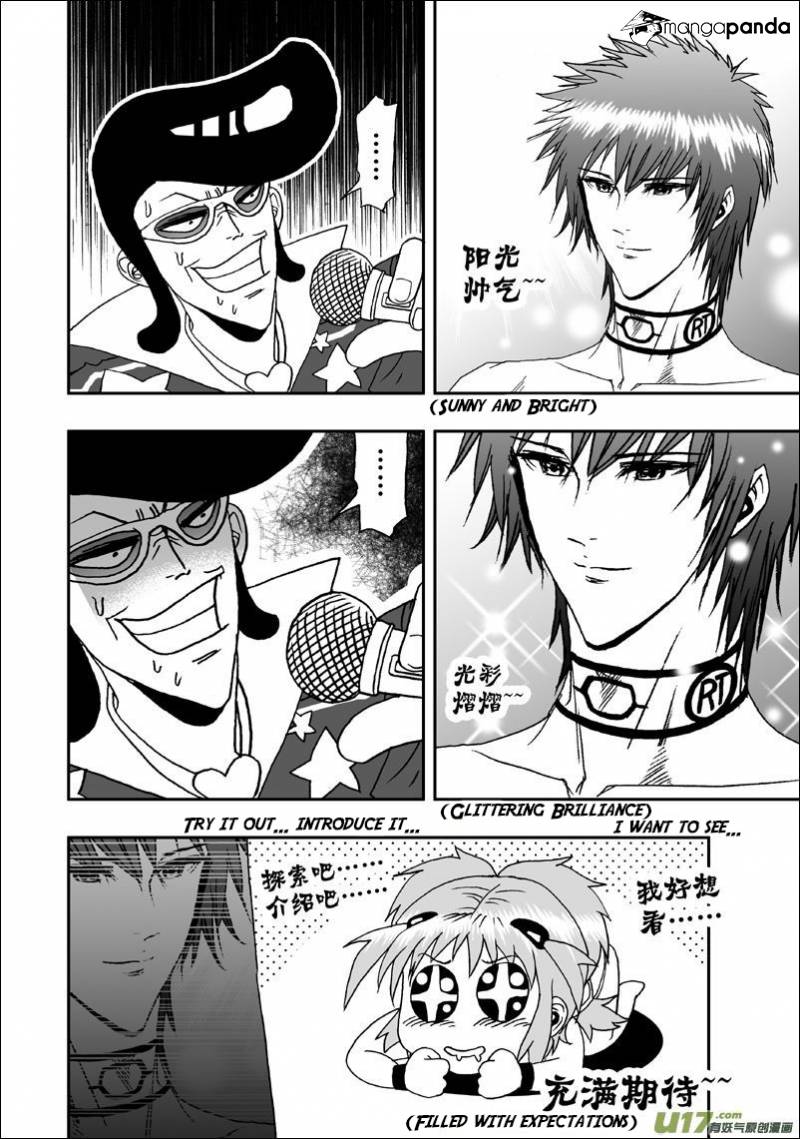 mangapanda
……
阳光
帅气~~
(Sunny and Bright)
……
光彩
熠熠~~
(Glittering Brilliance)
RT
RT
Try it out... introduce it...
I want to see...
探索吧……
介绍吧……
我好想
看……
充满期待~~
(Filled with expectations)
U17.com
有妖气原创漫画